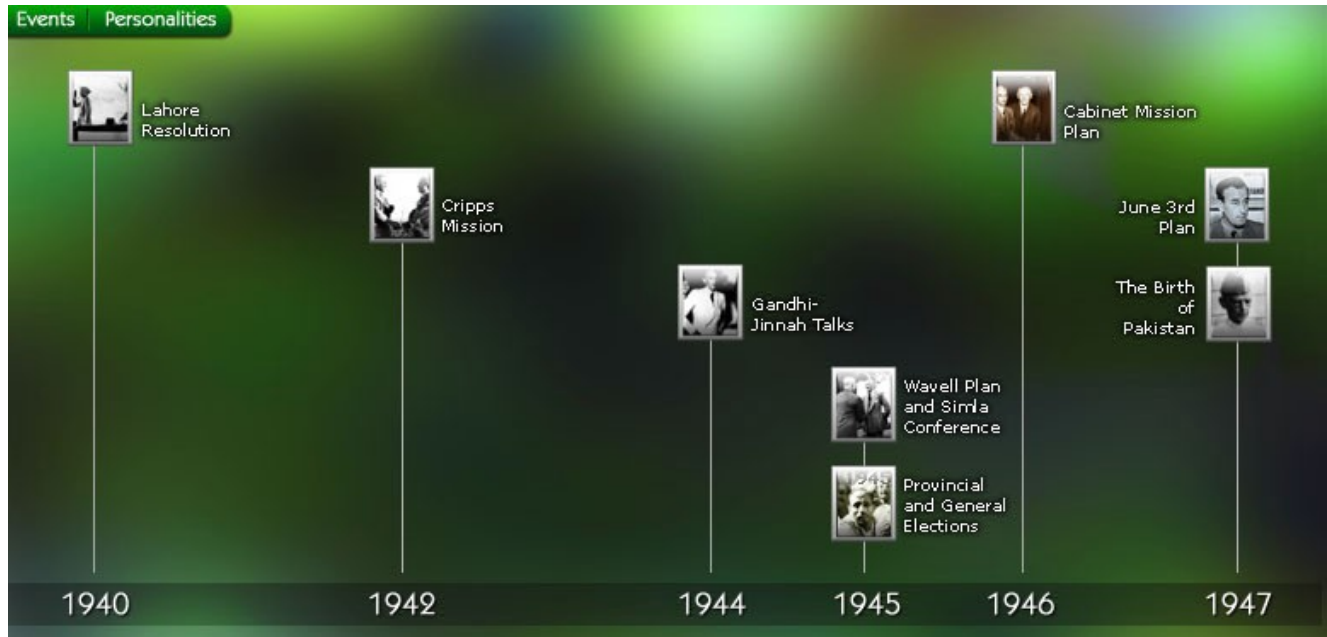 Events Personalities
Lahore
Resolution
Cripps
Mission
Gandhi-
Jinnah Talks
Wavell Plan
and Simla
Conference
1945
Provincial
and General
Elections
Cabinet Mission
Plan
June 3rd
Plan
The Birth
of
Pakistan
1940 1942 1944 1945 1946 1947